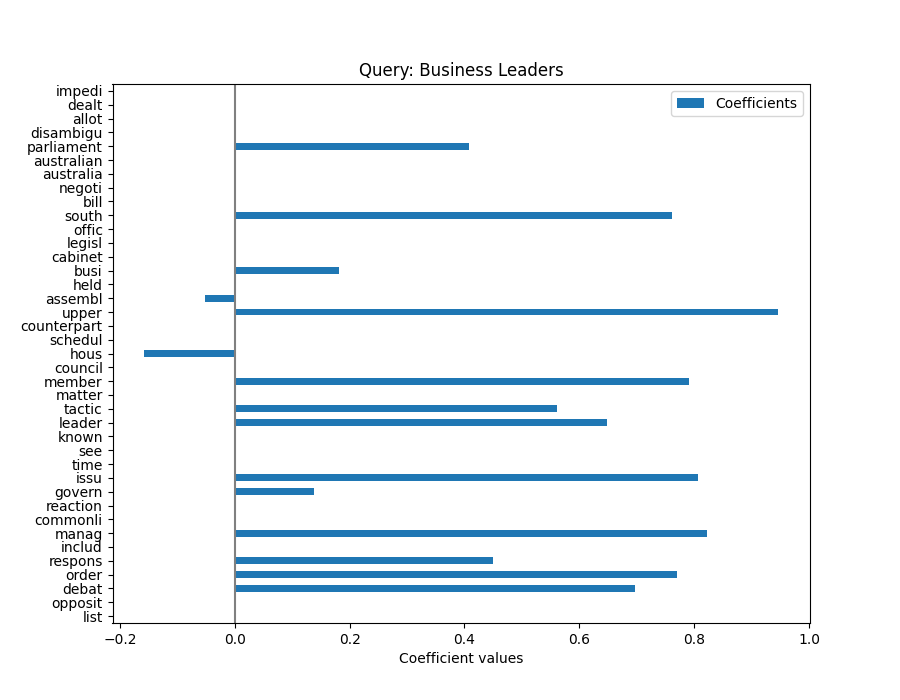 Query: Business Leaders
Coefficients
impedi
dealt
allot
disambigu
parliament
australian
australia
negoti
bill
south
offic
legisl
cabinet
busi
held
assembl
upper
counterpart
schedul
hous
council
member
matter
tactic
leader
known
see
time
issu
govern
reaction
commonli
manag
includ
respons
order
debat
opposit
list
−0.2 0.0 0.2 0.4 0.6 0.8 1.0
Coefficient values